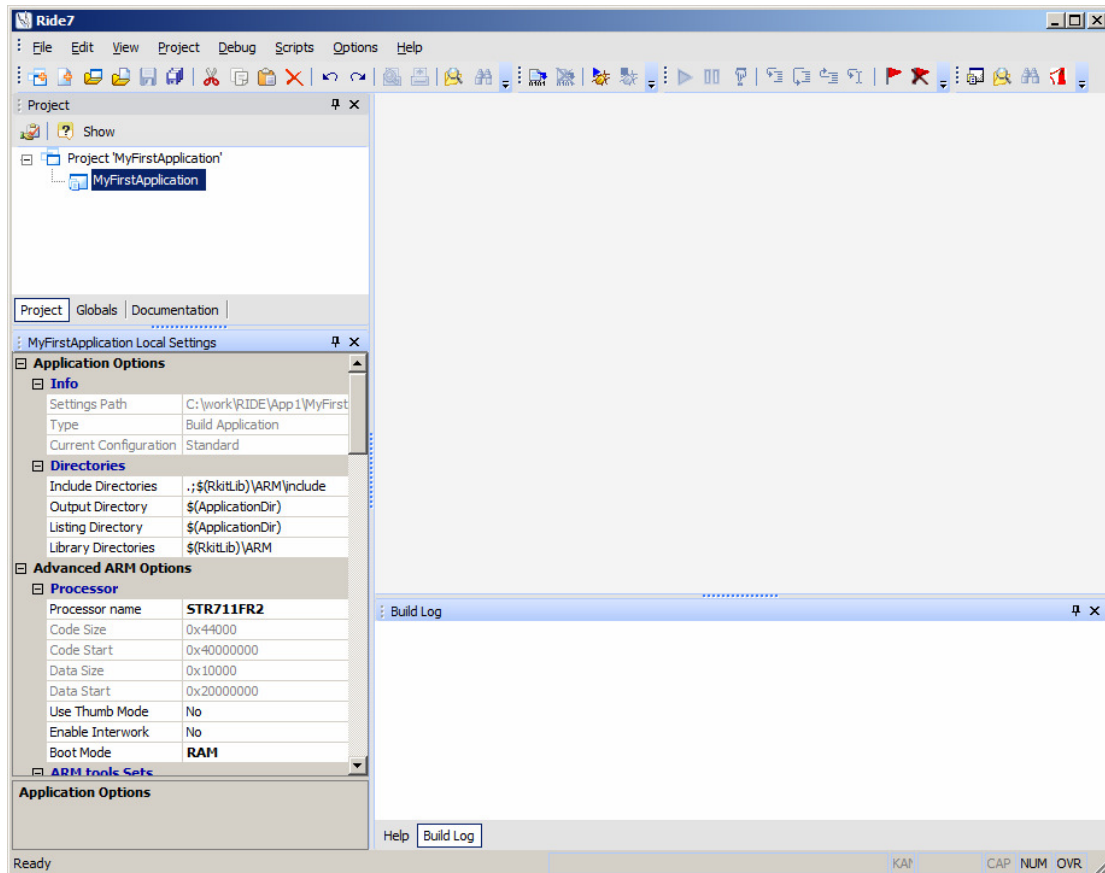 Ride7
File Edit View Project Debug Scripts Options Help
Project
Show
Project 'MyFirstApplication'
MyFirstApplication
Project Globals Documentation
MyFirstApplication Local Settings
Application Options
Info
Settings Path C:\work\RIDE\App1\MyFirst
Type Build Application
Current Configuration Standard
Directories
Include Directories .;$(RkitLib)\ARM\include
Output Directory $(ApplicationDir)
Listing Directory $(ApplicationDir)
Library Directories $(RkitLib)\ARM
Advanced ARM Options
Processor
Processor name STR711FR2
Code Size 0x44000
Code Start 0x40000000
Data Size 0x10000
Data Start 0x20000000
Use Thumb Mode No
Enable Interwork No
Boot Mode RAM
ARM tools Sets
Application Options
Build Log
Help Build Log
Ready
CAP NUM OVR